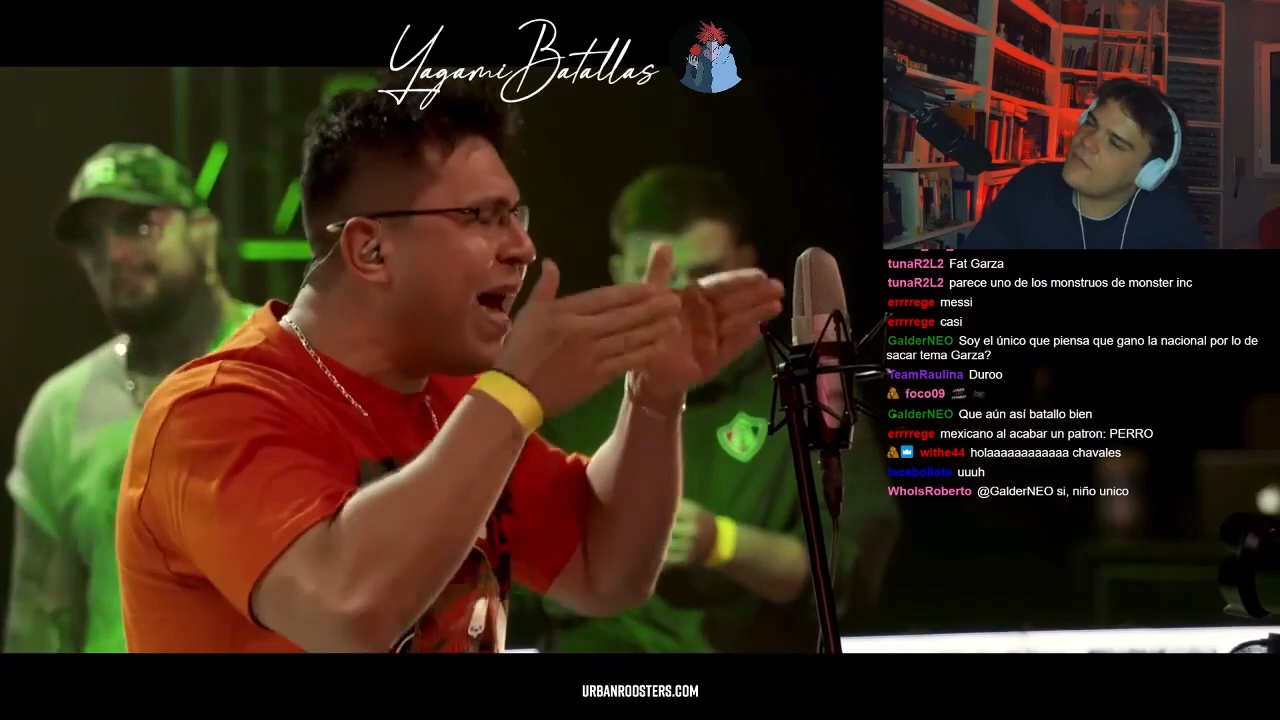 YagamiBatallas
tunaR2L2 Fat Garza
tunaR2L2 parece uno de los monstruos de monster inc
errrrege messi
errrrege casi
GalderNEO Soy el único que piensa que gano la nacional por lo de
sacar tema Garza?
TeamRaulina Duroo
foco09
GalderNEO Que aún así batallo bien
errrrege mexicano al acabar un patron: PERRO
withe44 holaaaaaaaaaaaa chavales
lacebollota uuuh
WhoIsRoberto @GalderNEO si, niño unico
URBANROOSTERS.COM